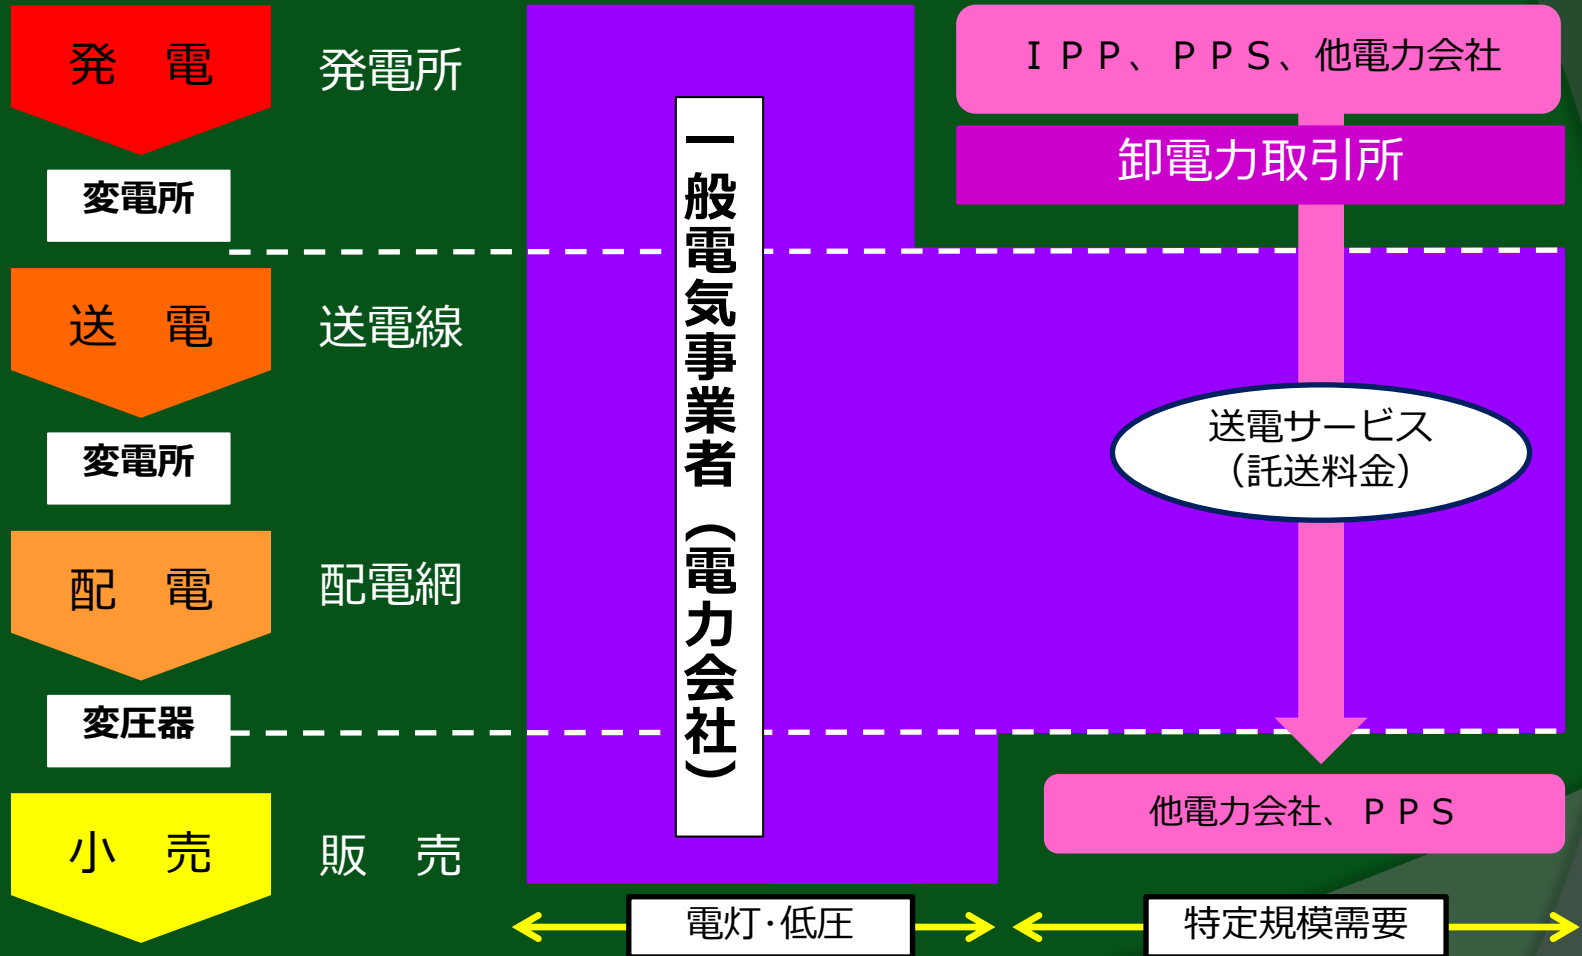 発　電
発電所
ＩＰＰ、ＰＰＳ、他電力会社
卸電力取引所
変電所
一般電気事業者（電力会社）
送　電
送電線
送電サービス
（託送料金）
変電所
配　電
配電網
変圧器
小　売
販　売
他電力会社、ＰＰＳ
電灯・低圧
特定規模需要